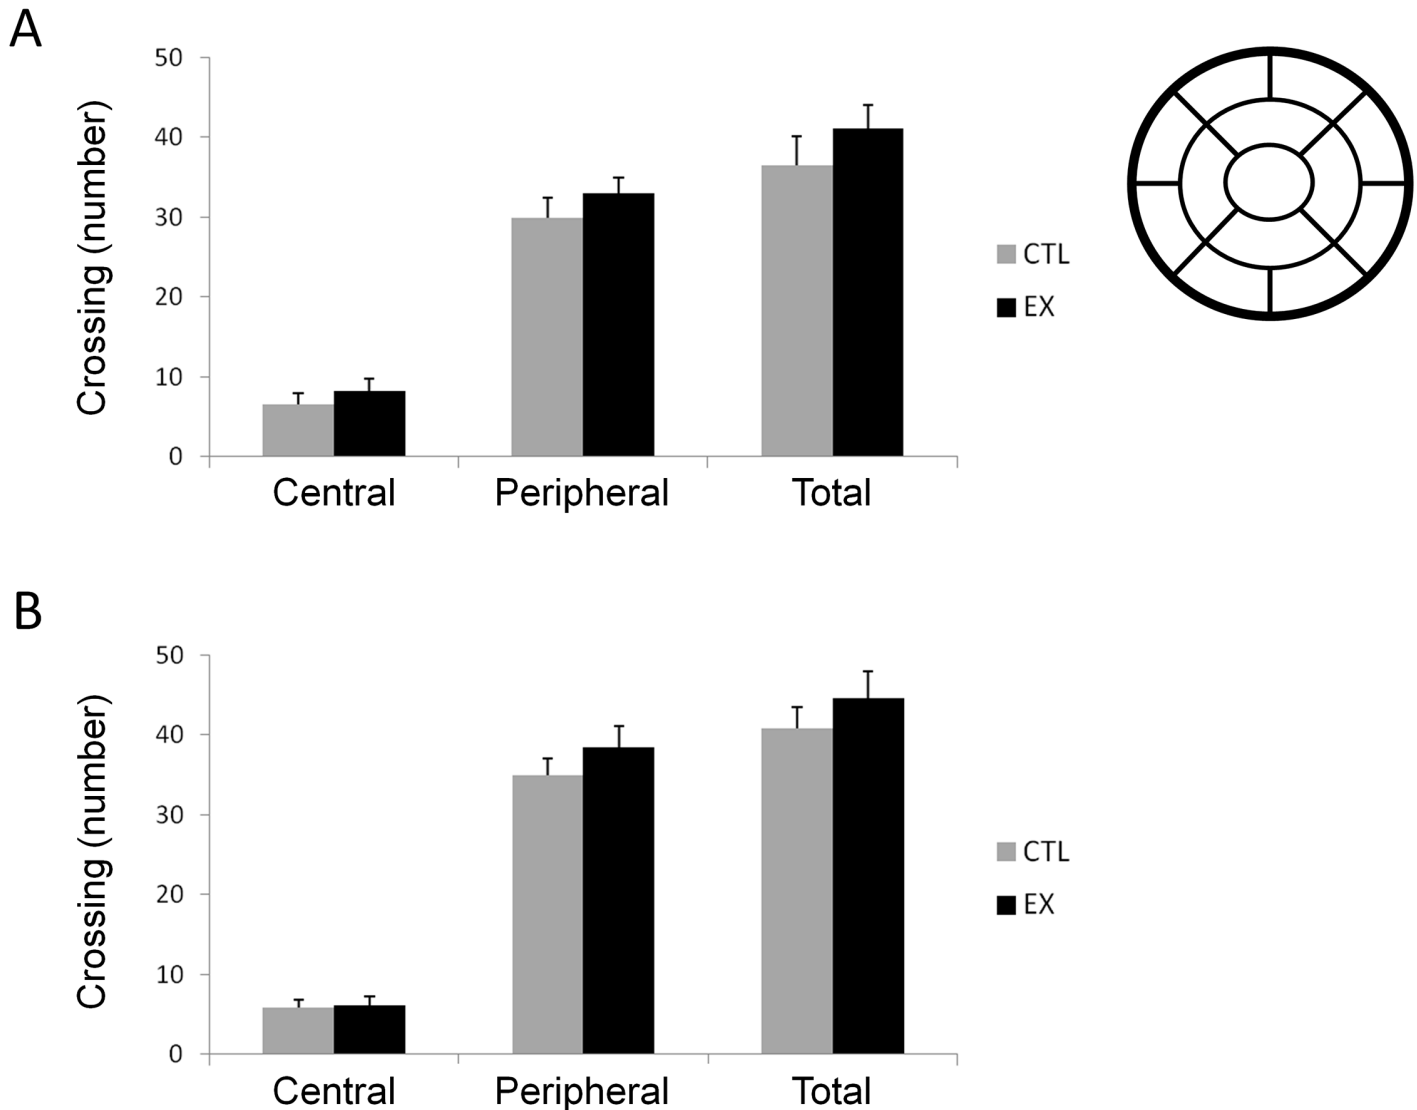 A
50
40
30
20
10
0
Crossing (number)
Central Peripheral Total
CTL
EX
B
50
40
30
20
10
0
Crossing (number)
Central Peripheral Total
CTL
EX